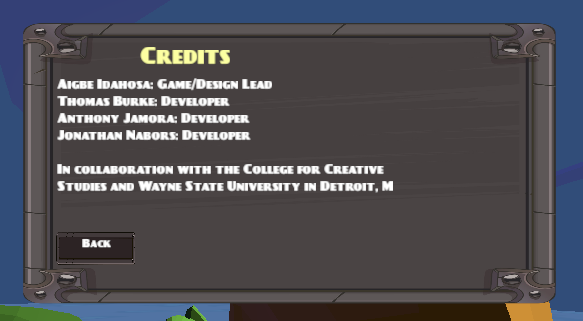 Credits
Aigbe Idahosa: Game/Design Lead
Thomas Burke: Developer
Anthony Jamora: Developer
Jonathan Nabors: Developer
In collaboration with the College for Creative
Studies and Wayne State University in Detroit, M
Back